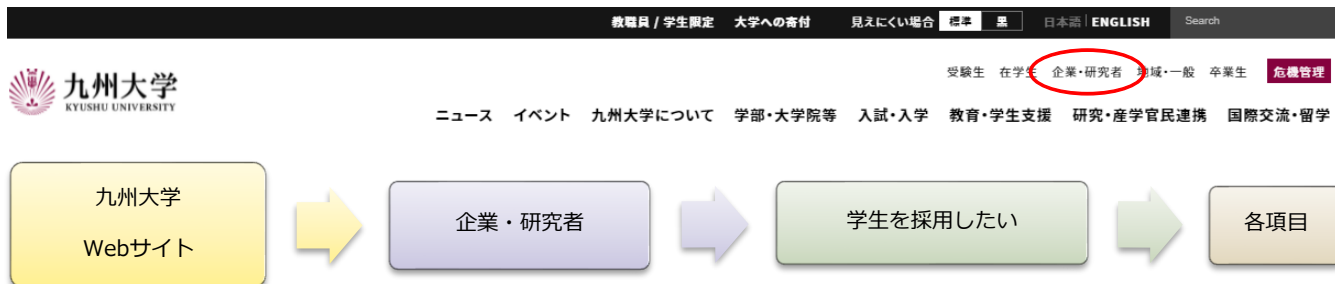 教職員 / 学生限定 大学への寄付 見えにくい場合 標準 黒 日本語 ENGLISH Search
受験生 在学生 企業・研究者 地域・一般 卒業生 危機管理
九州大学
KYUSHU UNIVERSITY
ニュース イベント 九州大学について 学部・大学院等 入試・入学 教育・学生支援 研究・産学官民連携 国際交流・留学
九州大学
Webサイト
企業・研究者
学生を採用したい
各項目